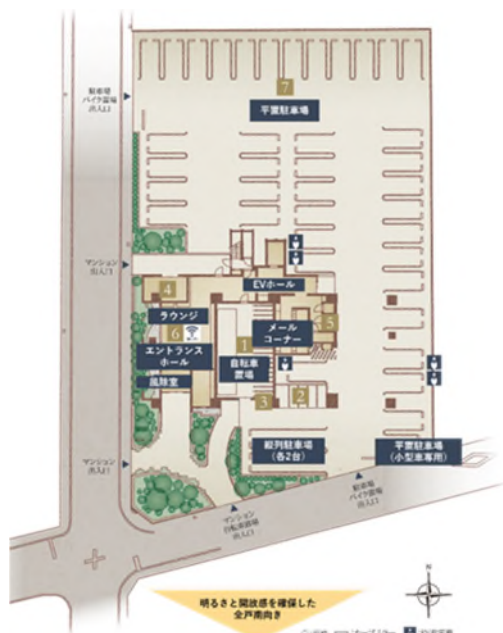 7
平置駐車場
駐車場
バイク置場
出入口
マンション
出入口
EVホール
4
ラウンジ
6
エントランス
ホール
風除室
1
自転車
置場
メール
コーナー
5
3
2
縦列駐車場
(各2台)
平置駐車場
(小型車専用)
マンション
出入口
マンション
自転車置場
出入口
駐車場
バイク置場
出入口
N
明るさと開放感を確保した
全戸南向き